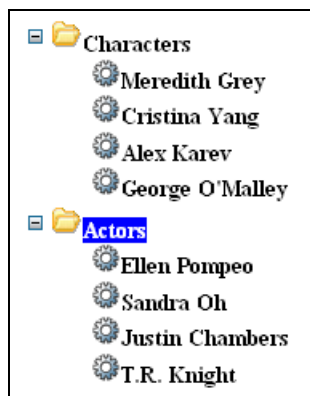 Characters
Meredith Grey
Cristina Yang
Alex Karev
George O'Malley
Actors
Ellen Pompeo
Sandra Oh
Justin Chambers
T.R. Knight